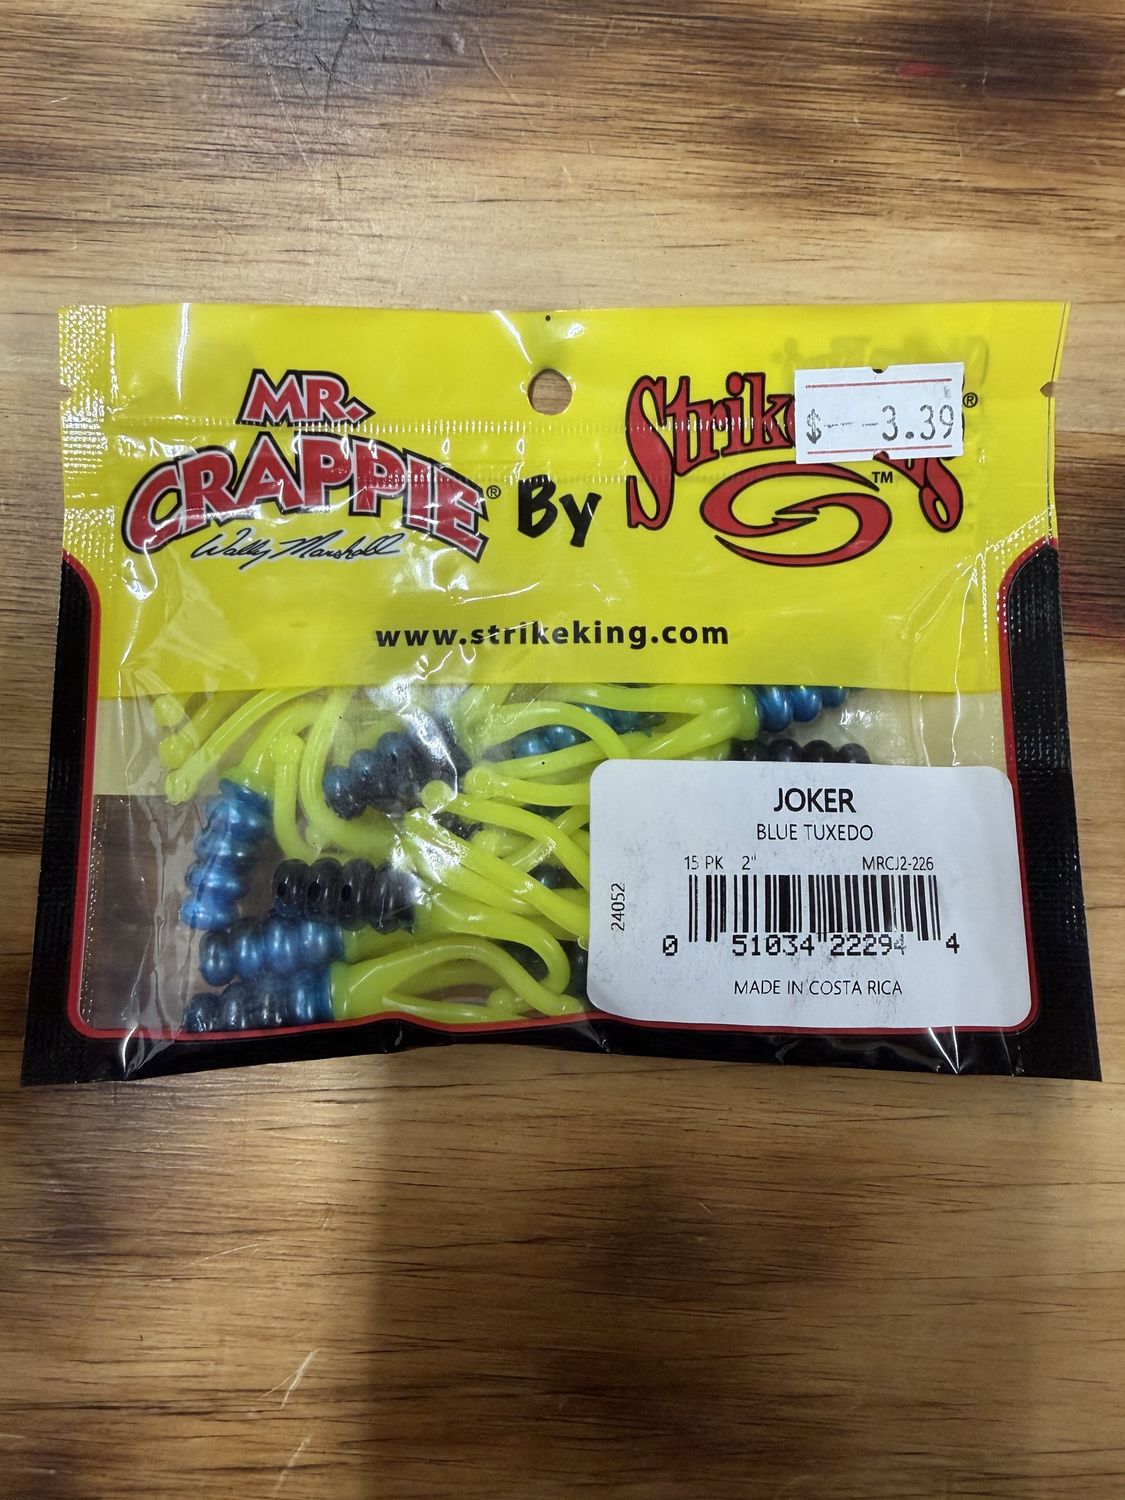 MR.
CRAPPIE®
Wally Marshall
By
Strike
®
™
$---3.39
www.strikeking.com
JOKER
BLUE TUXEDO
15 PK 2" MRCJ2-226
24052
0 51034 22294 4
MADE IN COSTA RICA